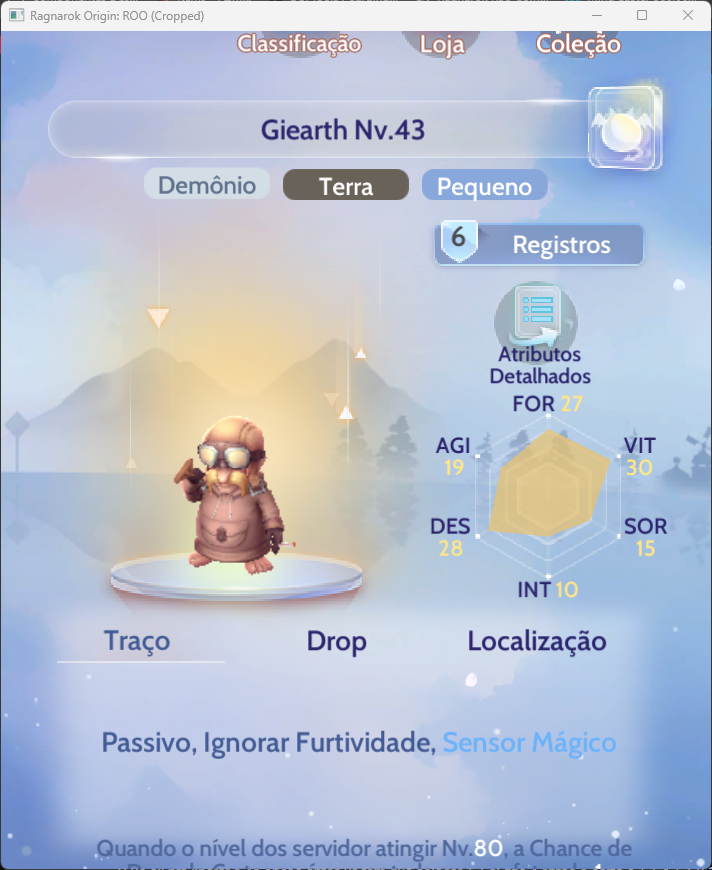 Ragnarok Origin: ROO (Cropped)
Classificação
Loja
Coleção
Giearth Nv.43
Demônio
Terra
Pequeno
6
Registros
Atributos
Detalhados
FOR 27
AGI
19
VIT
30
DES
28
SOR
15
INT 10
Traço
Drop
Localização
Passivo, Ignorar Furtividade, Sensor Mágico
Quando o nível dos servidor atingir Nv.80, a Chance de